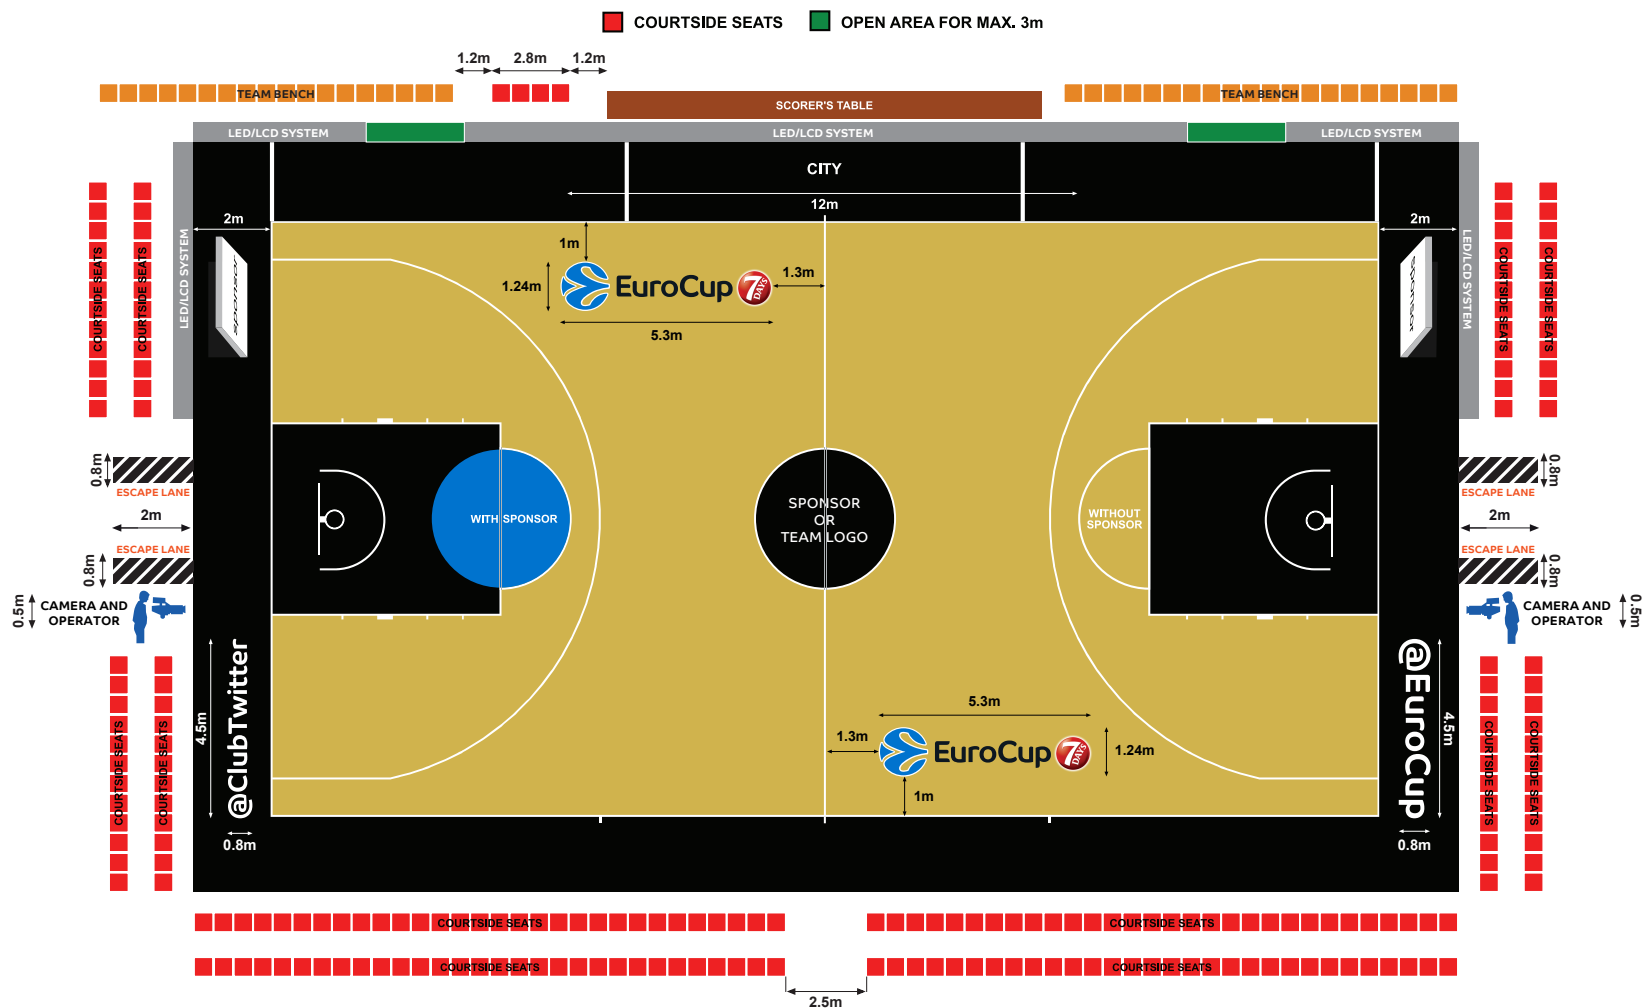 COURTSIDE SEATS
OPEN AREA FOR MAX. 3m
1.2m
2.8m
1.2m
TEAM BENCH
SCORER'S TABLE
TEAM BENCH
LED/LCD SYSTEM
LED/LCD SYSTEM
LED/LCD SYSTEM
CITY
12m
2m
2m
1m
1.24m
EuroCup
7
DAYS
1.3m
5.3m
LED/LCD SYSTEM
COURTSIDE SEATS
COURTSIDE SEATS
LED/LCD SYSTEM
COURTSIDE SEATS
COURTSIDE SEATS
0.8m
ESCAPE LANE
2m
ESCAPE LANE
0.8m
0.5m
CAMERA AND
OPERATOR
WITH SPONSOR
SPONSOR
OR
TEAM LOGO
WITHOUT
SPONSOR
0.8m
ESCAPE LANE
2m
ESCAPE LANE
0.8m
CAMERA AND
OPERATOR
0.5m
COURTSIDE SEATS
COURTSIDE SEATS
4.5m
@ClubTwitter
0.8m
5.3m
1.3m
EuroCup
7
DAYS
1.24m
1m
@EuroCup
4.5m
0.8m
COURTSIDE SEATS
COURTSIDE SEATS
COURTSIDE SEATS
COURTSIDE SEATS
COURTSIDE SEATS
COURTSIDE SEATS
2.5m